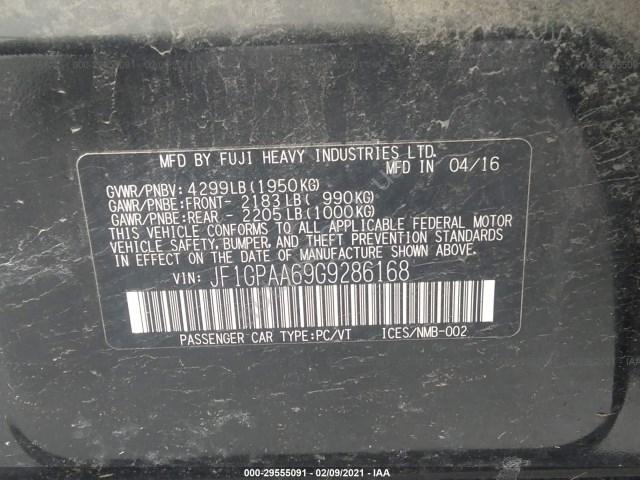 MFD BY FUJI HEAVY INDUSTRIES LTD.
MFD IN 04/16
GVWR/PNBV: 4299LB(1950KG)
GAWR/PNBE:FRONT- 2183LB( 990KG)
GAWR/PNBE:REAR - 2205LB(1000KG)
THIS VEHICLE CONFORMS TO ALL APPLICABLE FEDERAL MOTOR
VEHICLE SAFETY, BUMPER, AND THEFT PREVENTION STANDARDS
IN EFFECT ON THE DATE OF MANUFACTURE SHOWN ABOVE.
VIN: JF1GPAA69G9286168
PASSENGER CAR TYPE:PC/VT ICES/NMB-002
000-29555091 - 02/09/2021 - IAA